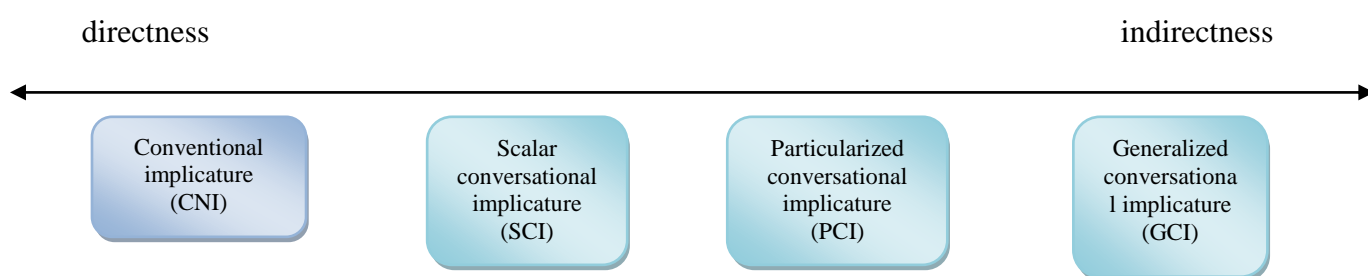 directness
indirectness
Conventional
implicature
(CNI)
Scalar
conversational
implicature
(SCI)
Particularized
conversational
implicature
(PCI)
Generalized
conversationa
l implicature
(GCI)